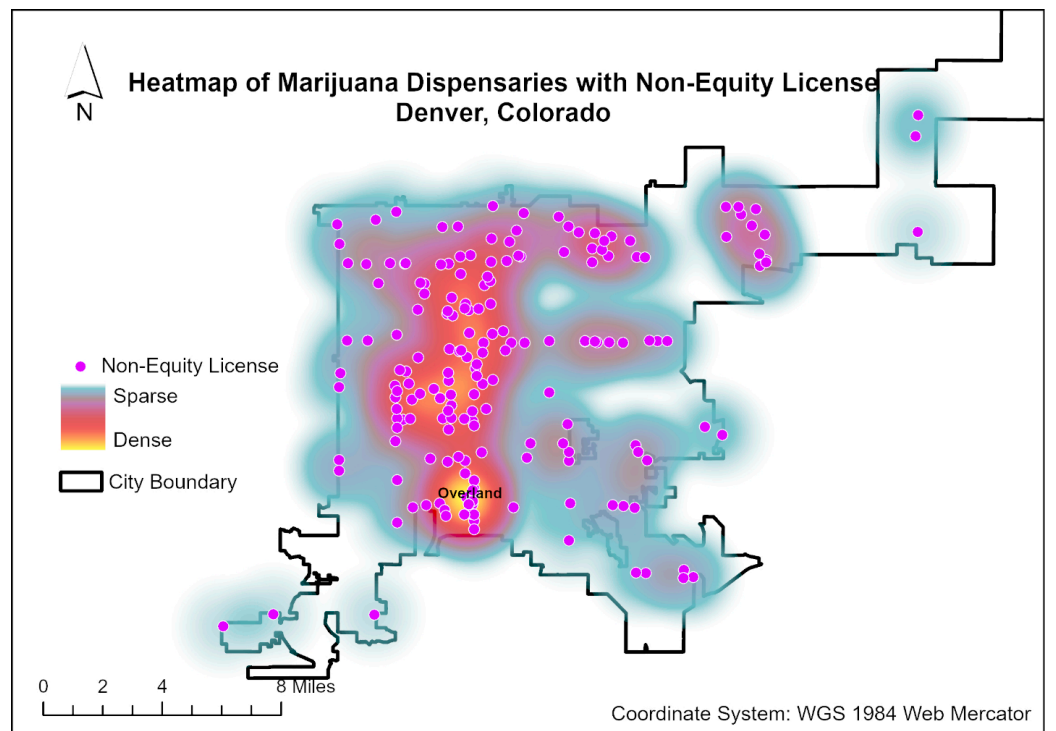 Heatmap of Marijuana Dispensaries with Non-Equity License
Denver, Colorado
N
Non-Equity License
Sparse
Dense
City Boundary
Overland
0 2 4 8 Miles
Coordinate System: WGS 1984 Web Mercator